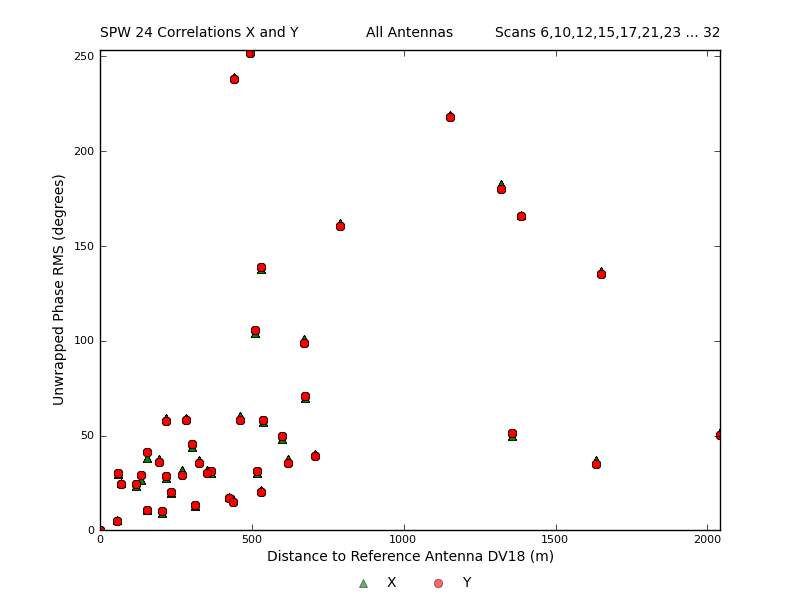 SPW 24 Correlations X and Y All Antennas Scans 6,10,12,15,17,21,23 ... 32
250
200
150
100
50
0
Unwrapped Phase RMS (degrees)
0 500 1000 1500 2000
Distance to Reference Antenna DV18 (m)
X Y